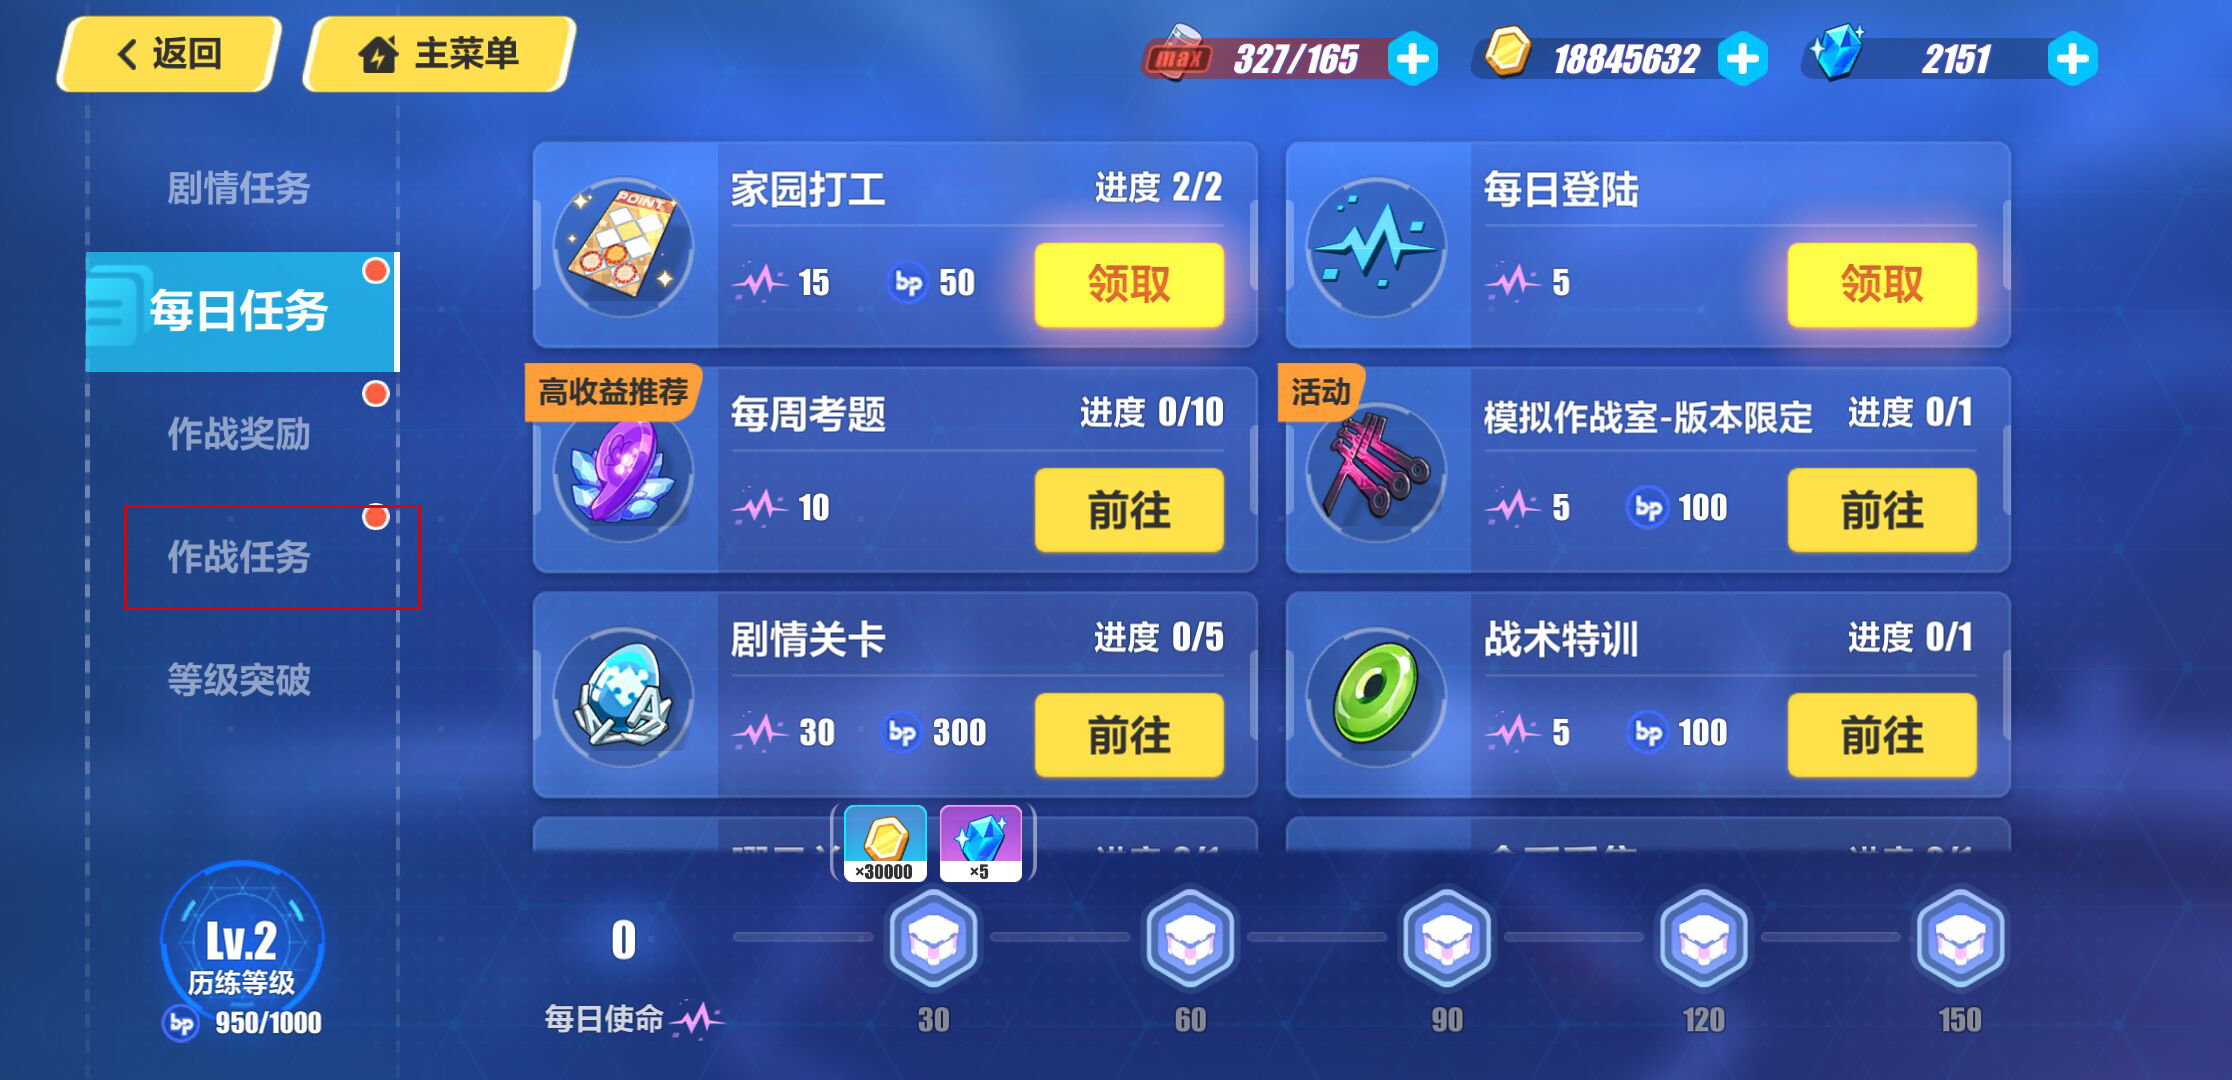 返回
主菜单
max 327/165
18845632
2151
剧情任务
每日任务
作战奖励
作战任务
等级突破
Lv.2
历练等级
bp 950/1000
POINT
家园打工
进度 2/2
15
bp 50
领取
每日登陆
5
领取
高收益推荐
每周考题
进度 0/10
10
前往
活动
模拟作战室-版本限定
进度 0/1
5
bp 100
前往
剧情关卡
进度 0/5
30
bp 300
前往
战术特训
进度 0/1
5
bp 100
前往
×30000
×5
0
每日使命
30
60
90
120
150